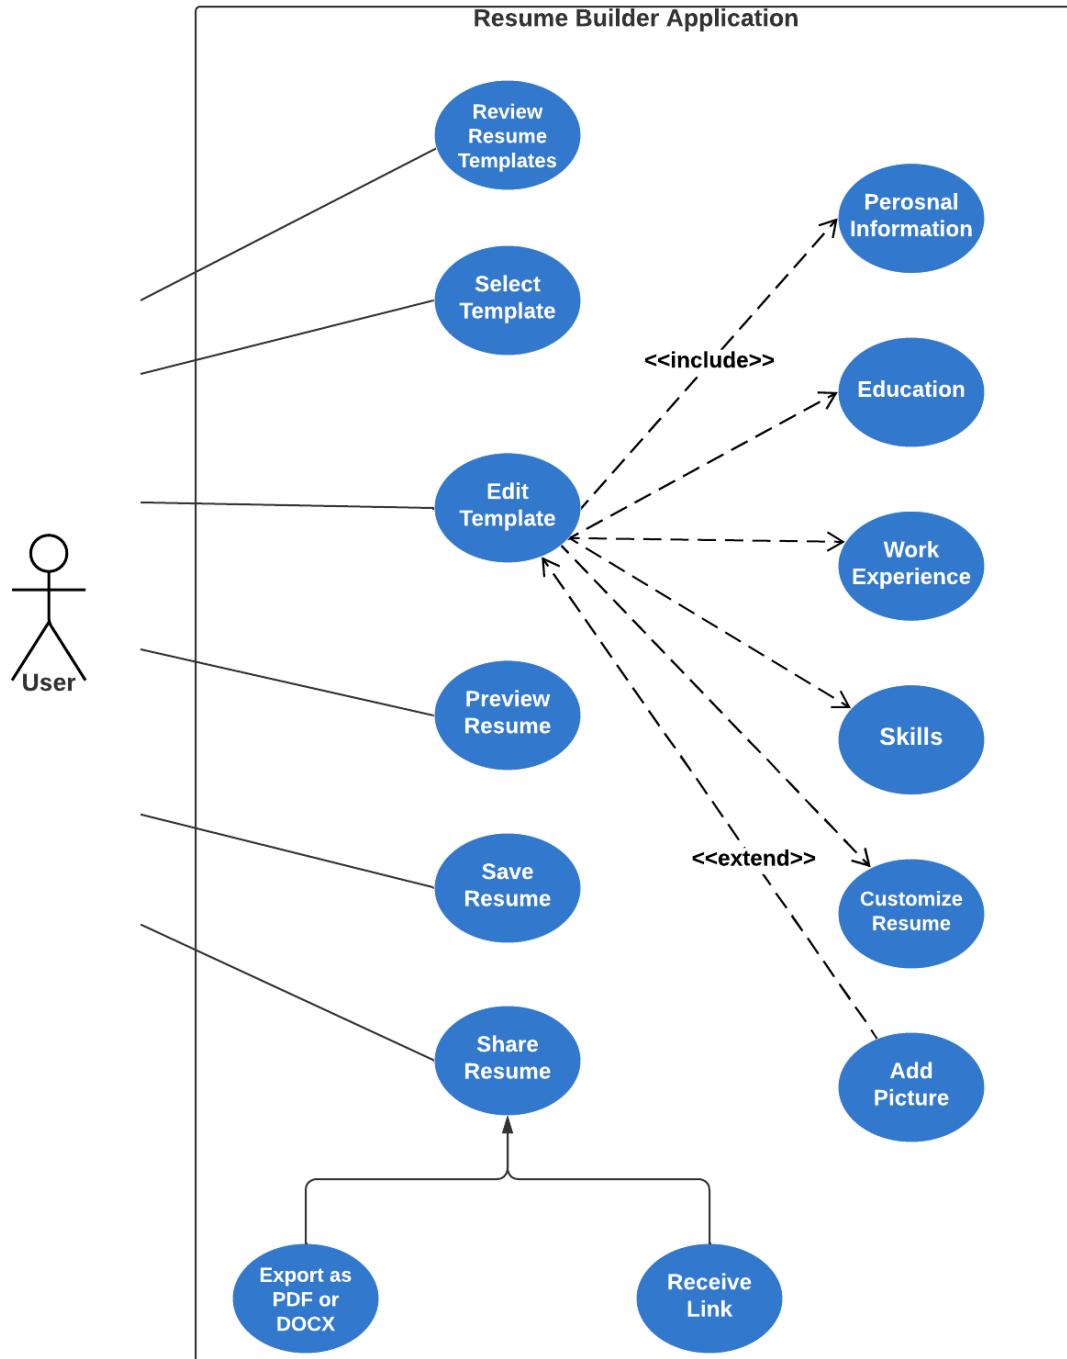 Resume Builder Application
Review
Resume
Templates
Perosnal
Information
Select
Template
<<include>>
Education
Edit
Template
Work
Experience
User
Preview
Resume
Skills
Save
Resume
<<extend>>
Customize
Resume
Share
Resume
Add
Picture
Export as
PDF or
DOCX
Receive
Link